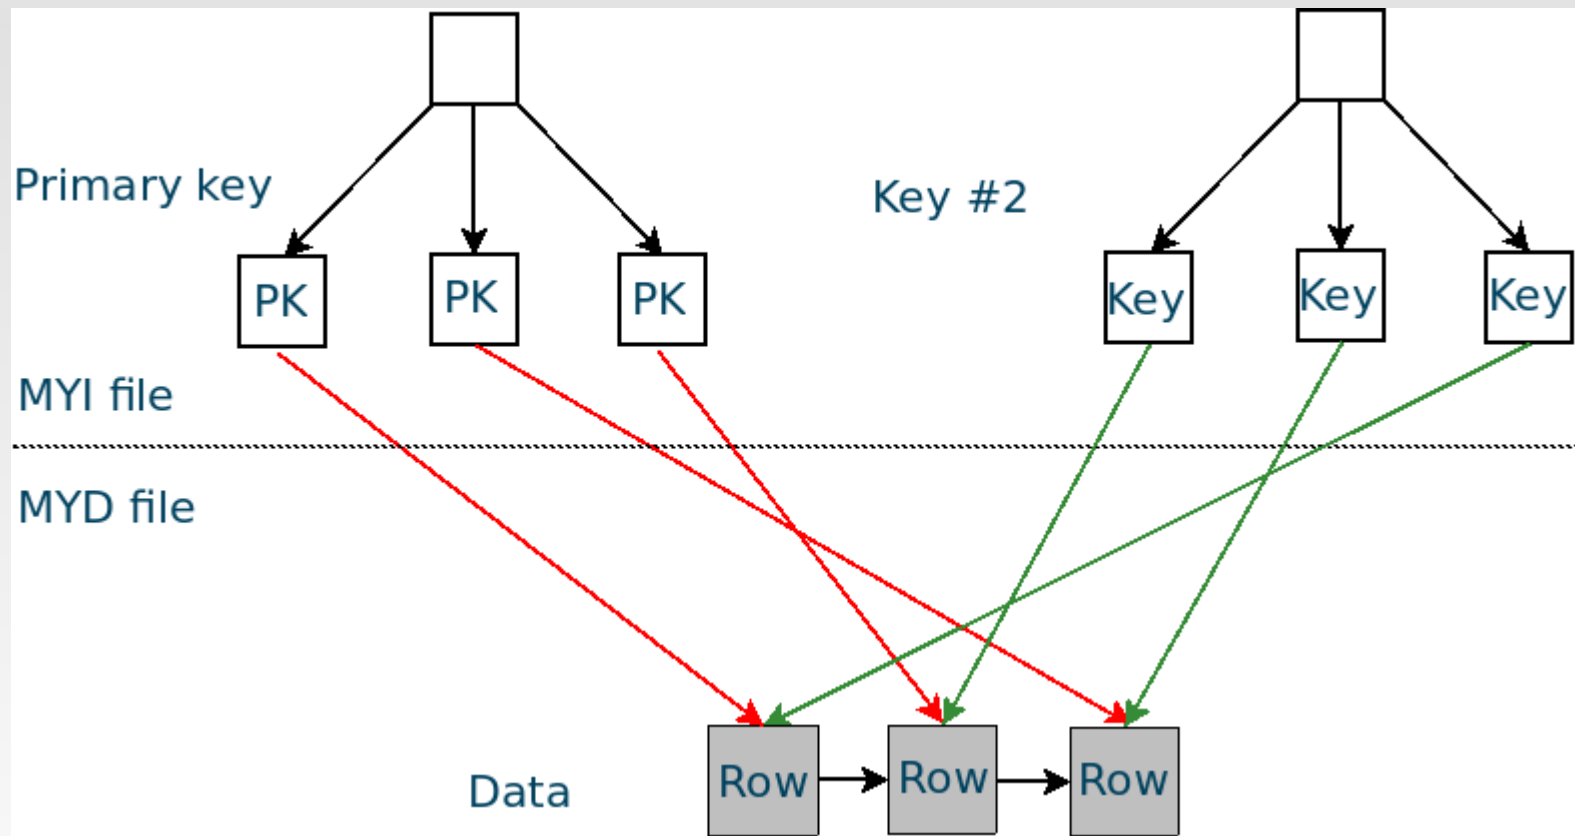 Primary key
Key #2
PK
PK
PK
Key
Key
Key
MYI file
MYD file
Data
Row
Row
Row